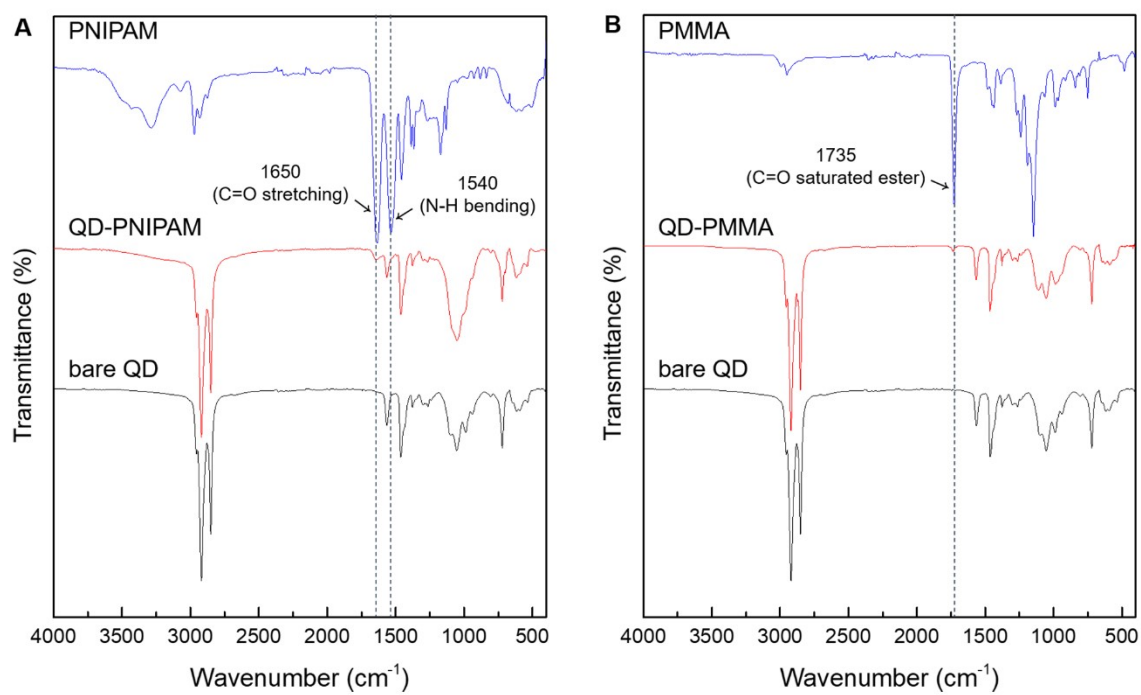 A
PNIPAM
1650
(C=O stretching)
1540
(N-H bending)
QD-PNIPAM
bare QD
Transmittance (%)
4000 3500 3000 2500 2000 1500 1000 500
Wavenumber (cm⁻¹)
B
PMMA
1735
(C=O saturated ester)
QD-PMMA
bare QD
Transmittance (%)
4000 3500 3000 2500 2000 1500 1000 500
Wavenumber (cm⁻¹)